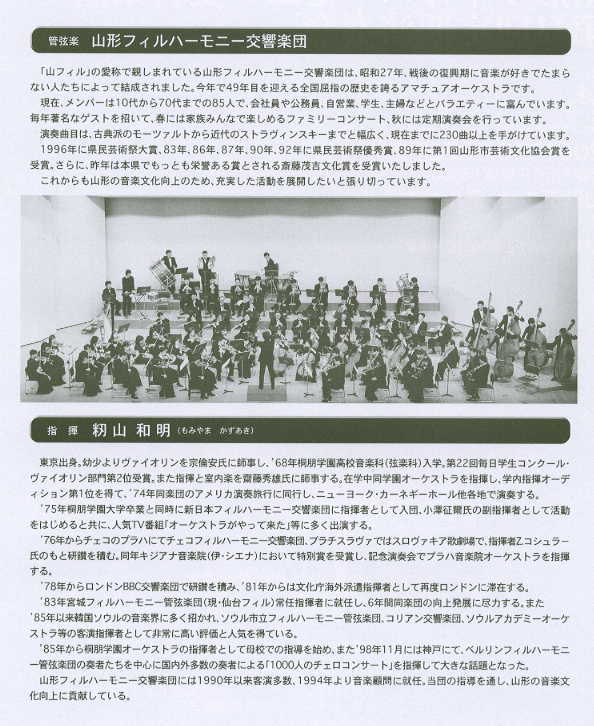 管弦楽 山形フィルハーモニー交響楽団
「山フィル」の愛称で親しまれている山形フィルハーモニー交響楽団は、昭和27年、戦後の復興期に音楽が好きでたまら
ない人たちによって結成されました。今年で49年目を迎える全国屈指の歴史を誇るアマチュアオーケストラです。
現在、メンバーは10代から70代までの85人で、会社員や公務員、自営業、学生、主婦などとバラエティーに富んでいます。
毎年著名なゲストを招いて、春には家族みんなで楽しめるファミリーコンサート、秋には定期演奏会を行っています。
演奏曲目は、古典派のモーツァルトから近代のストラヴィンスキーまでと幅広く、現在までに230曲以上を手がけています。
1996年に県民芸術祭大賞、83年、86年、87年、90年、92年に県民芸術祭優秀賞、89年に第1回山形市芸術文化協会賞を
受賞。さらに、昨年は本県でもっとも栄誉ある賞とされる斎藤茂吉文化賞を受賞いたしました。
これからも山形の音楽文化向上のため、充実した活動を展開したいと張り切っています。
指 揮 籾山 和明 (もみやま かずあき)
東京出身。幼少よりヴァイオリンを宗倫安氏に師事し、'68年桐朋学園高校音楽科(弦楽科)入学。第22回毎日学生コンクール・
ヴァイオリン部門第2位受賞。また指揮と室内楽を齋藤秀雄氏に師事する。在学中同学園オーケストラを指揮し、学内指揮オーデ
ィション第1位を得て、'74年同楽団のアメリカ演奏旅行に同行し、ニューヨーク・カーネギーホール他各地で演奏する。
'75年桐朋学園大学卒業と同時に新日本フィルハーモニー交響楽団に指揮者として入団、小澤征爾氏の副指揮者として活動
をはじめると共に、人気TV番組「オーケストラがやって来た」等に多く出演する。
'76年からチェコのプラハにてチェコフィルハーモニー交響楽団、ブラチスラヴァではスロヴァキア歌劇場で、指揮者Z.コシュラー
氏のもと研鑽を積む。同年キジアナ音楽院(伊・シエナ)において特別賞を受賞し、記念演奏会でプラハ音楽院オーケストラを指揮
する。
'78年からロンドンBBC交響楽団で研鑽を積み、'81年からは文化庁海外派遣指揮者として再度ロンドンに滞在する。
'83年宮城フィルハーモニー管弦楽団(現・仙台フィル)常任指揮者に就任し、6年間同楽団の向上発展に尽力する。また
'85年以来韓国ソウルの音楽界に多く招かれ、ソウル市立フィルハーモニー管弦楽団、コリアン交響楽団、ソウルアカデミーオーケ
ストラ等の客演指揮者として非常に高い評価と人気を得ている。
'85年から桐朋学園オーケストラの指揮者として母校での指導を始め、また'98年11月には神戸にて、ベルリンフィルハーモニ
ー管弦楽団の奏者たちを中心に国内外多数の奏者による「1000人のチェロコンサート」を指揮して大きな話題となった。
山形フィルハーモニー交響楽団には1990年以来客演多数、1994年より音楽顧問に就任。当団の指導を通し、山形の音楽文
化向上に貢献している。